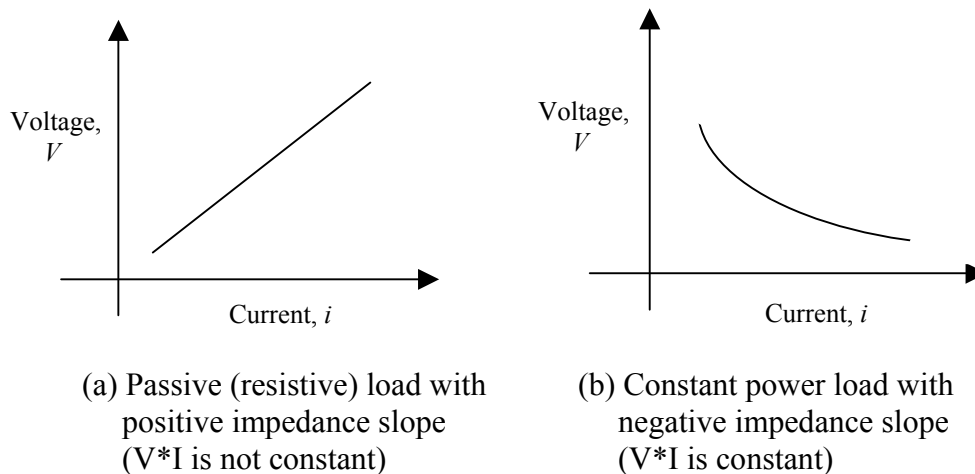 Voltage,
V
Current, i
(a) Passive (resistive) load with
positive impedance slope
(V*I is not constant)
Voltage,
V
Current, i
(b) Constant power load with
negative impedance slope
(V*I is constant)